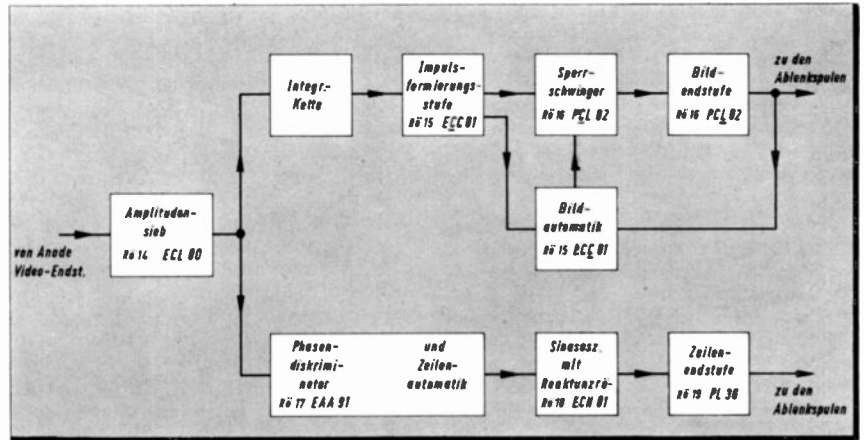 Integr.-
Kette
Impuls-
formierungs-
stufe
Rö 15 ECC 81
Sperr-
schwinger
Rö 16 PCL 82
Bild-
endstufe
Rö 16 PCL 82
zu den
Ablenkspulen
Amplituden-
sieb
Rö 14 ECL 80
von Anode
Video-Endst.
Bild-
automatik
Rö 15 ECC 81
Phasen-
diskrimi-
nator
Rö 17 EAA 91
und
Zeilen-
automatik
Sinusosz.
mit
Reaktanzrö-
Rö 18 ECH 81
Zeilen-
endstufe
Rö 19 PL 36
zu den
Ablenkspulen